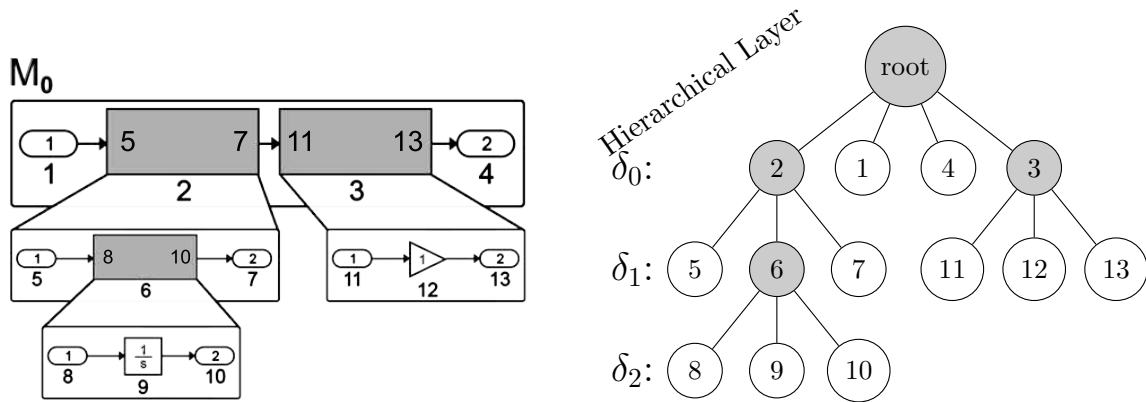 M₀
1 5 7 11 13 2
1 2 3 4
1 8 10 2
5 6 7
1 1 2
11 12 13
1 1/s 2
8 9 10
Hierarchical Layer
root
δ₀: 2 1 4 3
δ₁: 5 6 7 11 12 13
δ₂: 8 9 10